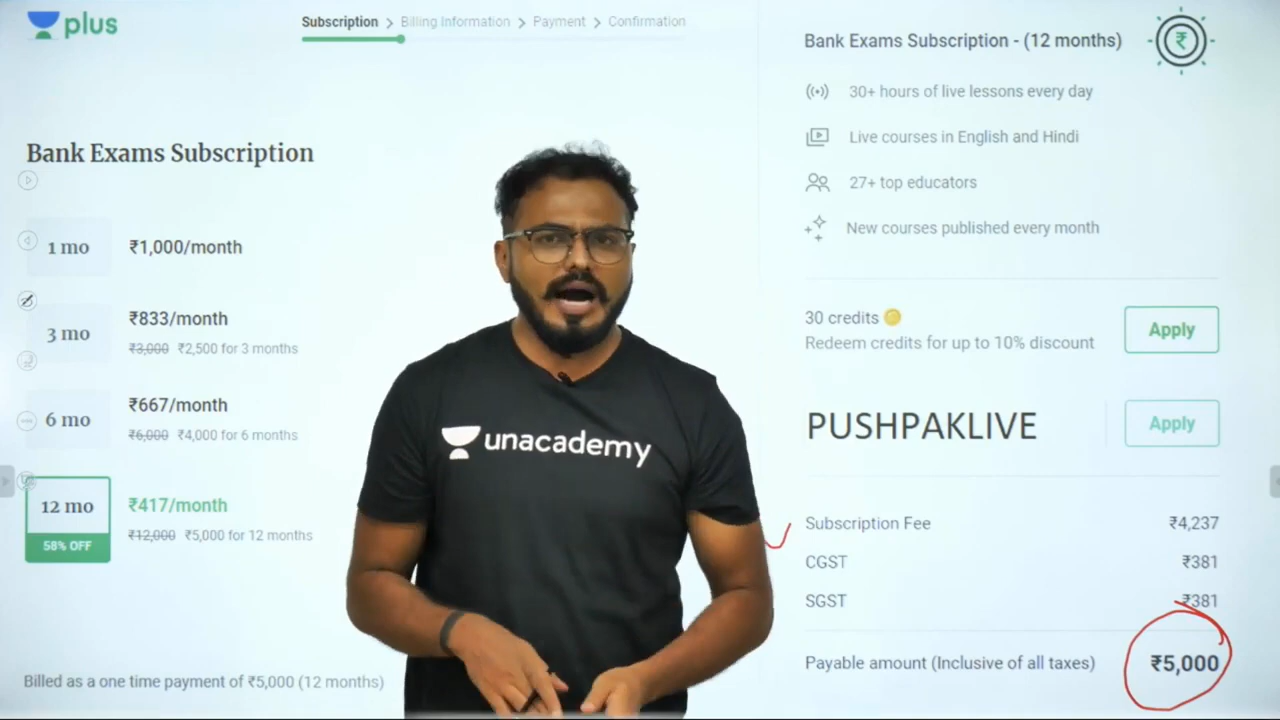 plus
Subscription > Billing Information > Payment > Confirmation
Bank Exams Subscription
1 mo ₹1,000/month
3 mo ₹833/month
₹3,000 ₹2,500 for 3 months
6 mo ₹667/month
₹6,000 ₹4,000 for 6 months
12 mo ₹417/month
58% OFF ₹12,000 ₹5,000 for 12 months
Billed as a one time payment of ₹5,000 (12 months)
unacademy
Bank Exams Subscription - (12 months)
₹
30+ hours of live lessons every day
Live courses in English and Hindi
27+ top educators
New courses published every month
30 credits
Redeem credits for up to 10% discount
Apply
PUSHPAKLIVE
Apply
Subscription Fee ₹4,237
CGST ₹381
SGST ₹381
Payable amount (Inclusive of all taxes) ₹5,000